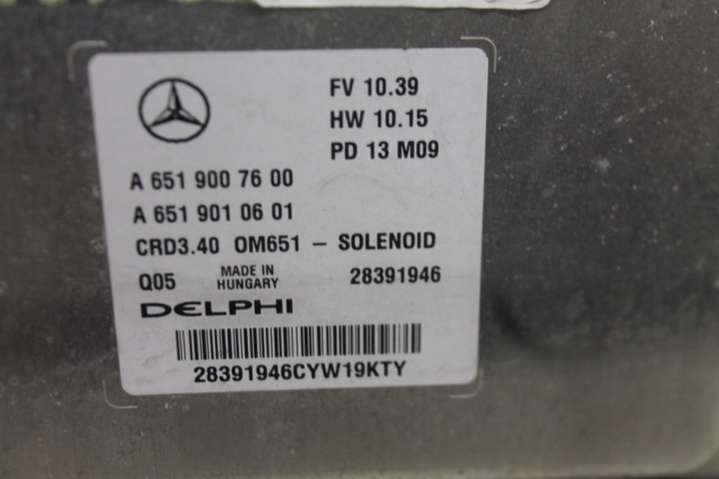 FV 10.39
HW 10.15
PD 13 M09
A 651 900 76 00
A 651 901 06 01
CRD3.40 OM651 – SOLENOID
Q05 MADE IN HUNGARY 28391946
DELPHI
28391946CYW19KTY